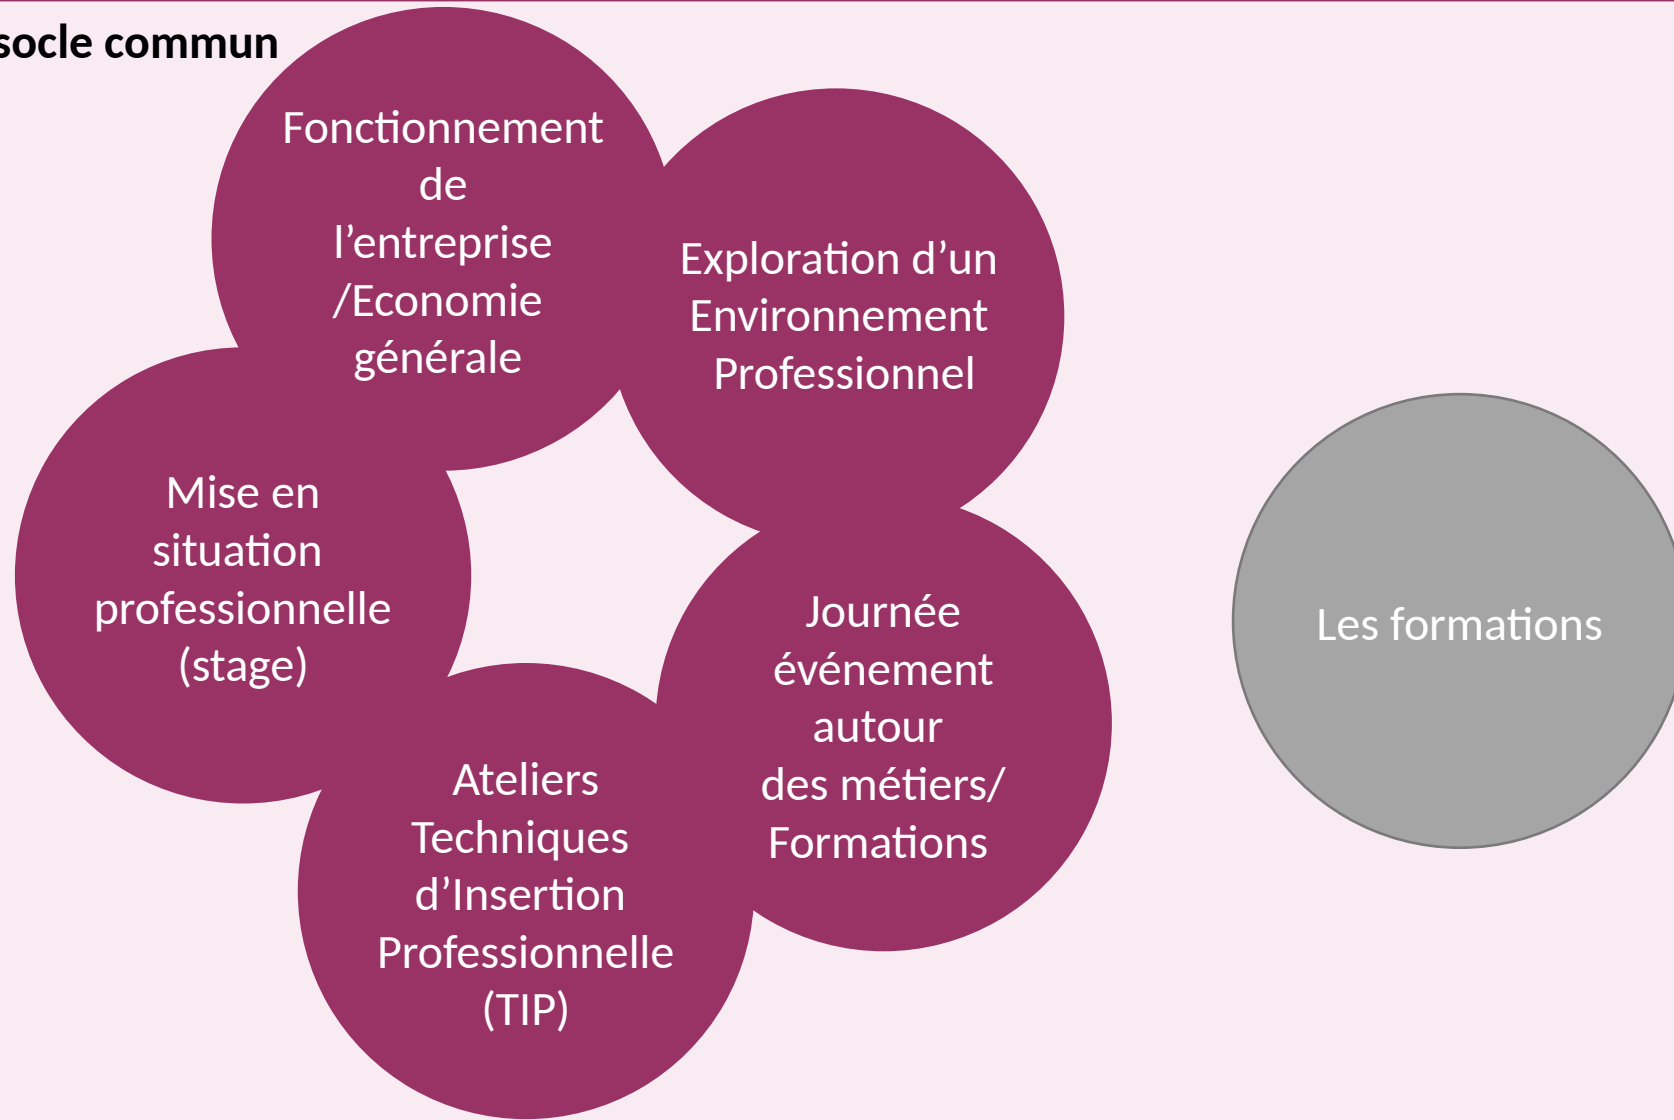 socle commun
Fonctionnement
de
l’entreprise
/Economie
générale
Exploration d’un
Environnement
Professionnel
Mise en
situation
professionnelle
(stage)
Journée
événement
autour
des métiers/
Formations
Les formations
Ateliers
Techniques
d’Insertion
Professionnelle
(TIP)